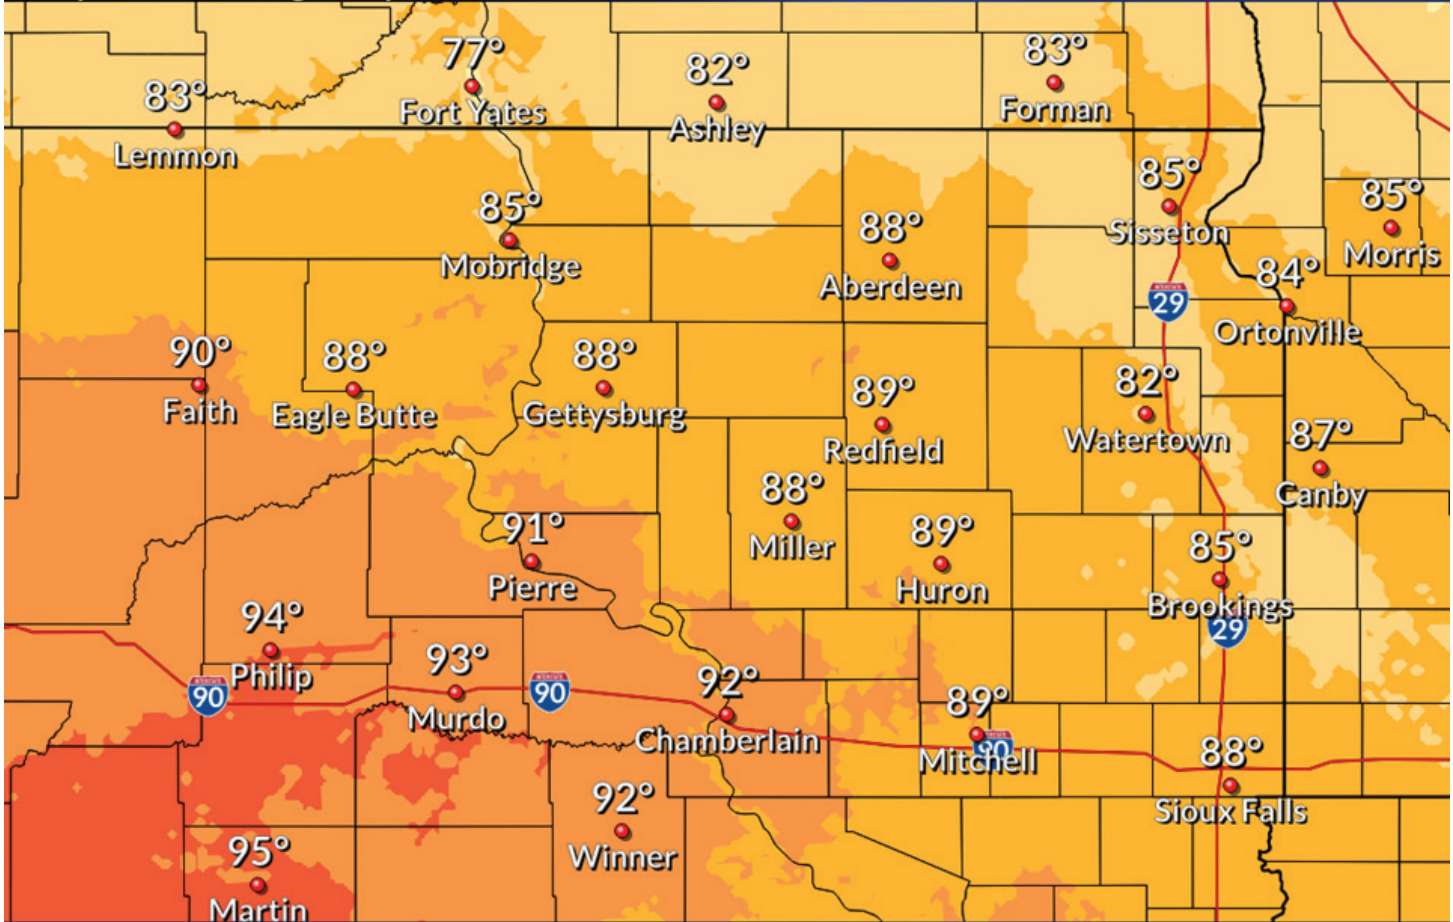 77°
Fort Yates
82°
Ashley
83°
Forman
83°
Lemmon
85°
Sisseton
85°
Morris
85°
Mobridge
88°
Aberdeen
84°
Ortonville
29
90°
Faith
88°
Eagle Butte
88°
Gettysburg
89°
Redfield
82°
Watertown
87°
Canby
88°
Miller
91°
Pierre
89°
Huron
85°
Brookings
29
94°
Philip
90
93°
Murdo
90
92°
Chamberlain
89°
90
Mitchell
88°
Sioux Falls
92°
Winner
95°
Martin